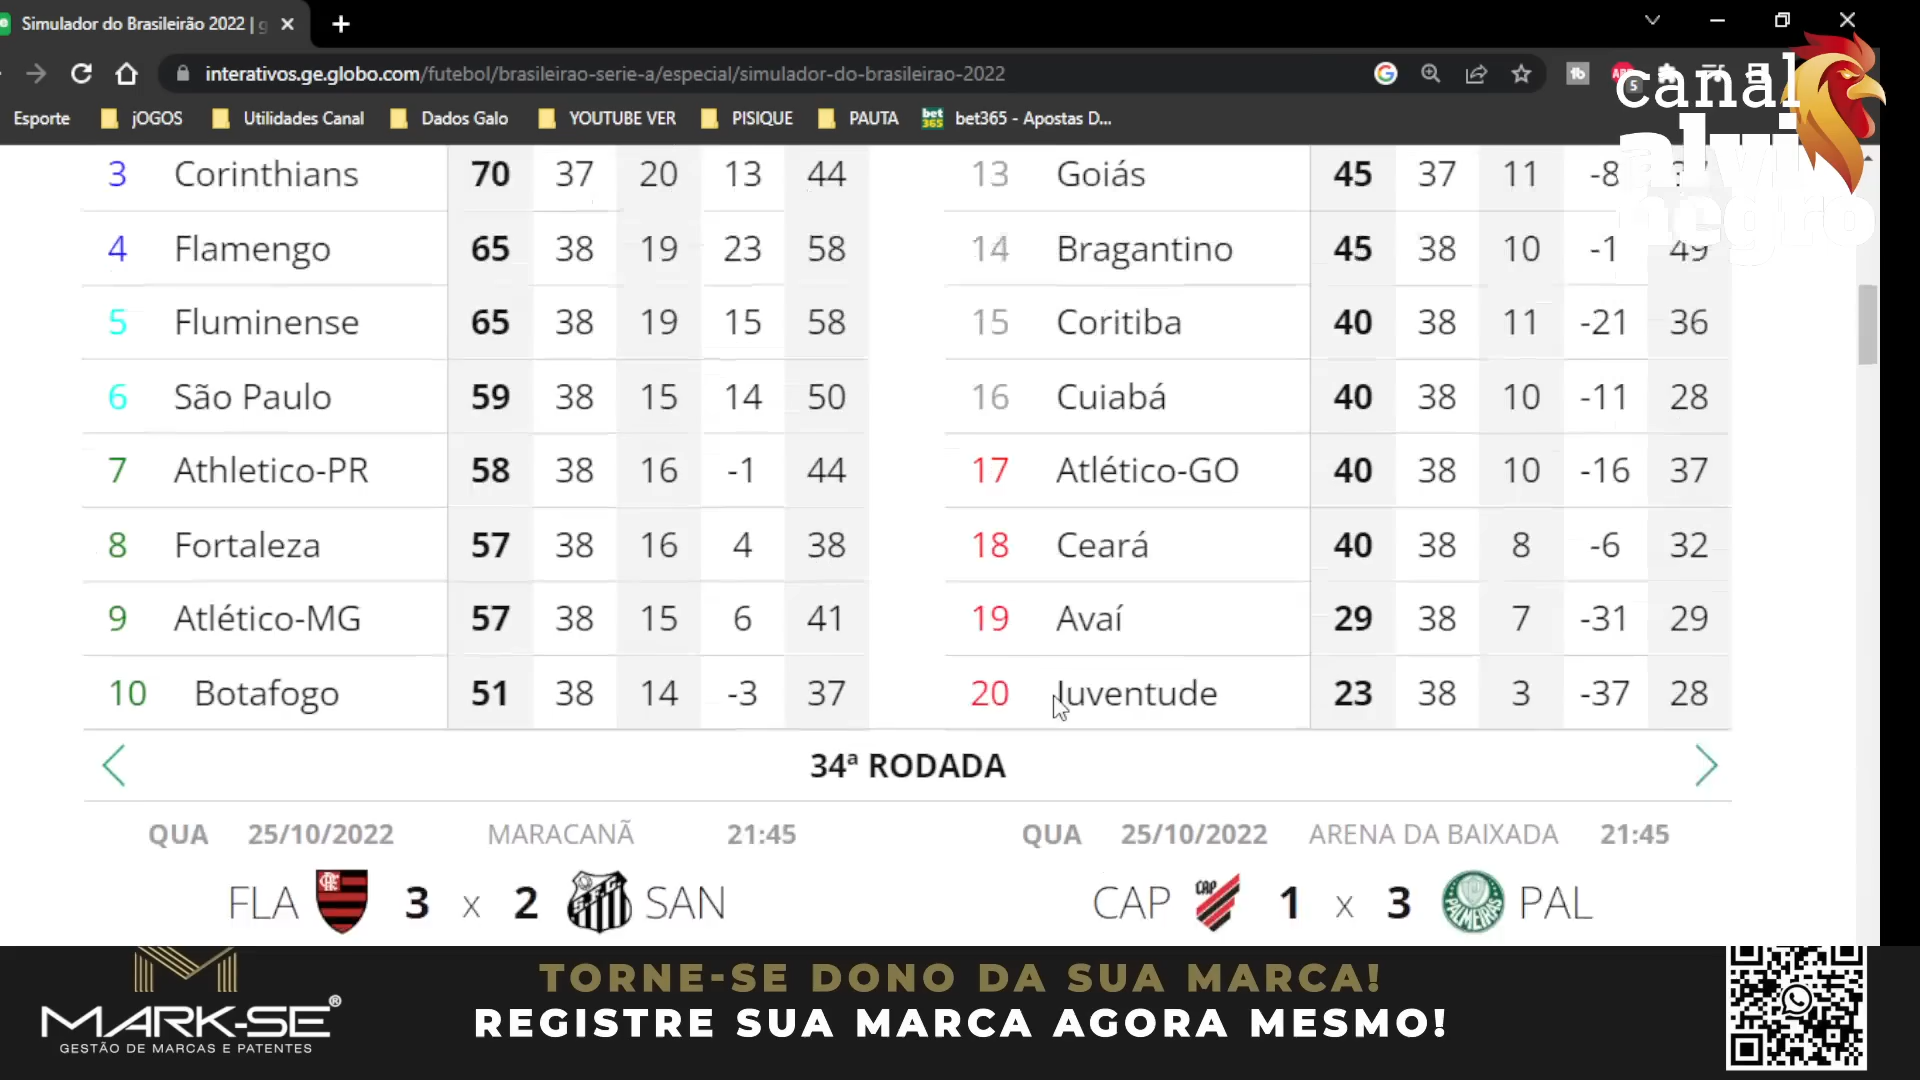 Simulador do Brasileirão 2022 | g
interativos.ge.globo.com/futebol/brasileirao-serie-a/especial/simulador-do-brasileirao-2022
Esporte jOGOS Utilidades Canal Dados Galo YOUTUBE VER PISIQUE PAUTA bet365 bet365 - Apostas D...
canal
alvi
negro
3 Corinthians 70 37 20 13 44
13 Goiás 45 37 11 -8
4 Flamengo 65 38 19 23 58
14 Bragantino 45 38 10 -1 49
5 Fluminense 65 38 19 15 58
15 Coritiba 40 38 11 -21 36
6 São Paulo 59 38 15 14 50
16 Cuiabá 40 38 10 -11 28
7 Athletico-PR 58 38 16 -1 44
17 Atlético-GO 40 38 10 -16 37
8 Fortaleza 57 38 16 4 38
18 Ceará 40 38 8 -6 32
9 Atlético-MG 57 38 15 6 41
19 Avaí 29 38 7 -31 29
10 Botafogo 51 38 14 -3 37
20 Juventude 23 38 3 -37 28
34ª RODADA
QUA 25/10/2022 MARACANÃ 21:45
FLA 3 x 2 SAN
QUA 25/10/2022 ARENA DA BAIXADA 21:45
CAP CAP 1 x 3 PALMEIRAS PAL
MARK-SE®
GESTÃO DE MARCAS E PATENTES
TORNE-SE DONO DA SUA MARCA!
REGISTRE SUA MARCA AGORA MESMO!